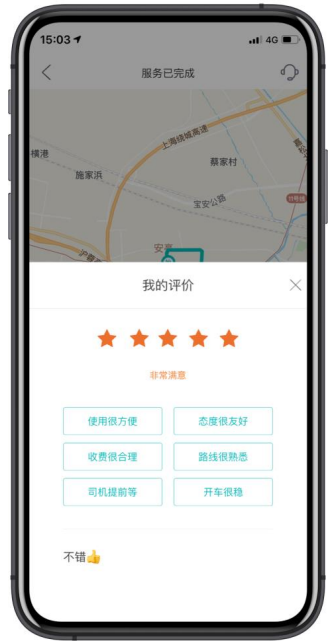 15:03
4G
服务已完成
上海绕城高速
横港
蔡家村
施家浜
宝安公路
安亭
我的评价
非常满意
使用很方便
态度很友好
收费很合理
路线很熟悉
司机提前等
开车很稳
不错👍